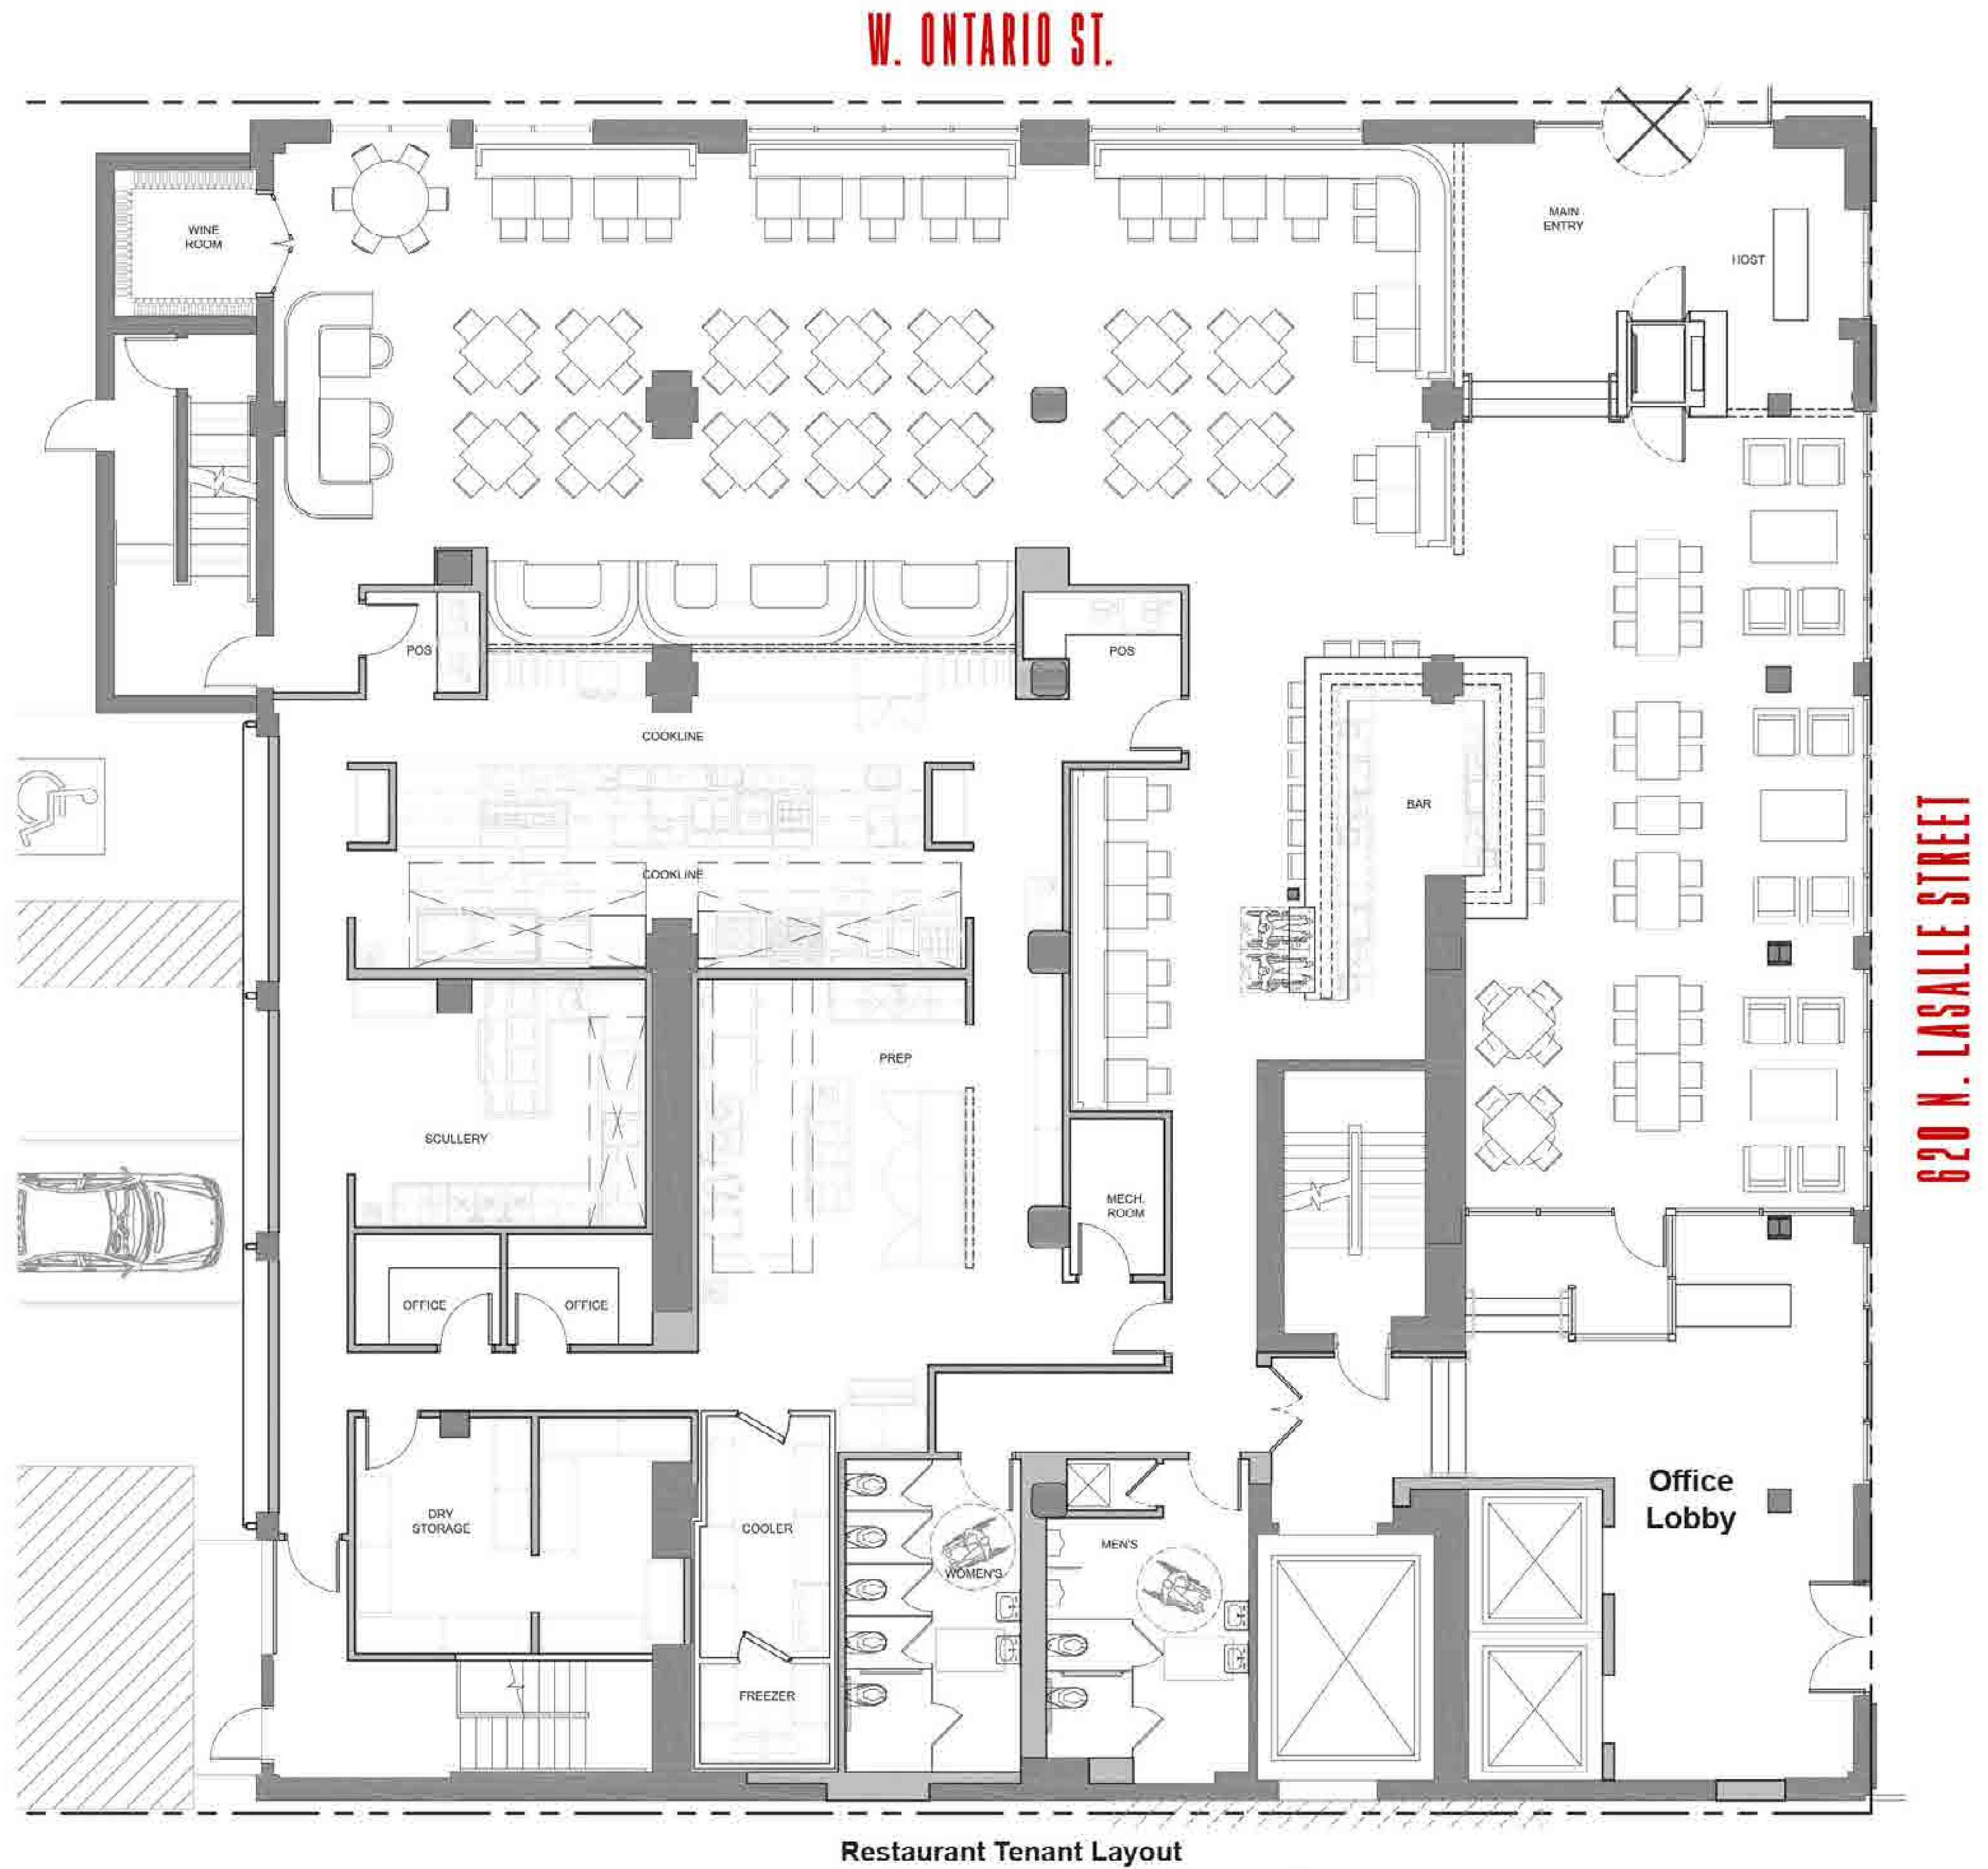 W. ONTARIO ST.
WINE
ROOM
MAIN
ENTRY
HOST
POS
POS
COOKLINE
BAR
COOKLINE
620 N. LASALLE STREET
PREP
SCULLERY
MECH.
ROOM
OFFICE
OFFICE
Office
Lobby
DRY
STORAGE
COOLER
MEN'S
WOMEN'S
FREEZER
Restaurant Tenant Layout